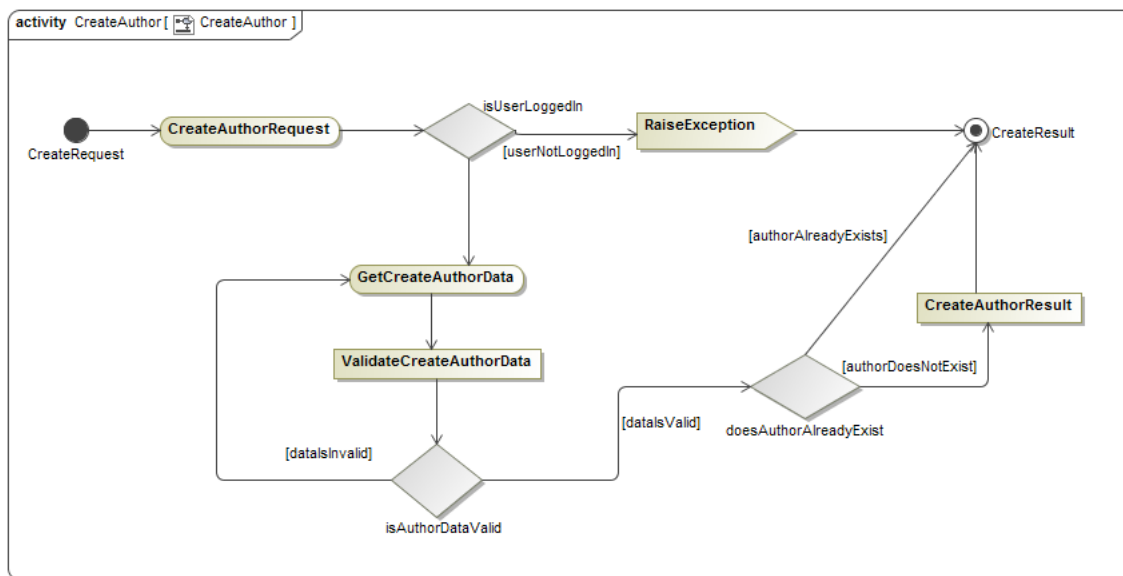 activity CreateAuthor [ CreateAuthor ]
isUserLoggedIn
CreateAuthorRequest
RaiseException
CreateRequest
[userNotLoggedIn]
CreateResult
[authorAlreadyExists]
GetCreateAuthorData
CreateAuthorResult
ValidateCreateAuthorData
[authorDoesNotExist]
[dataIsValid]
doesAuthorAlreadyExist
[dataIsInvalid]
isAuthorDataValid